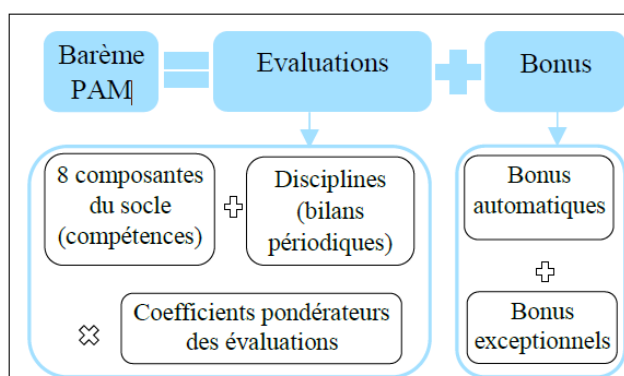 Barème
PAM
Evaluations
Bonus
8 composantes
du socle
(compétences)
Disciplines
(bilans
périodiques)
Coefficients pondérateurs
des évaluations
Bonus
automatiques
Bonus
exceptionnels